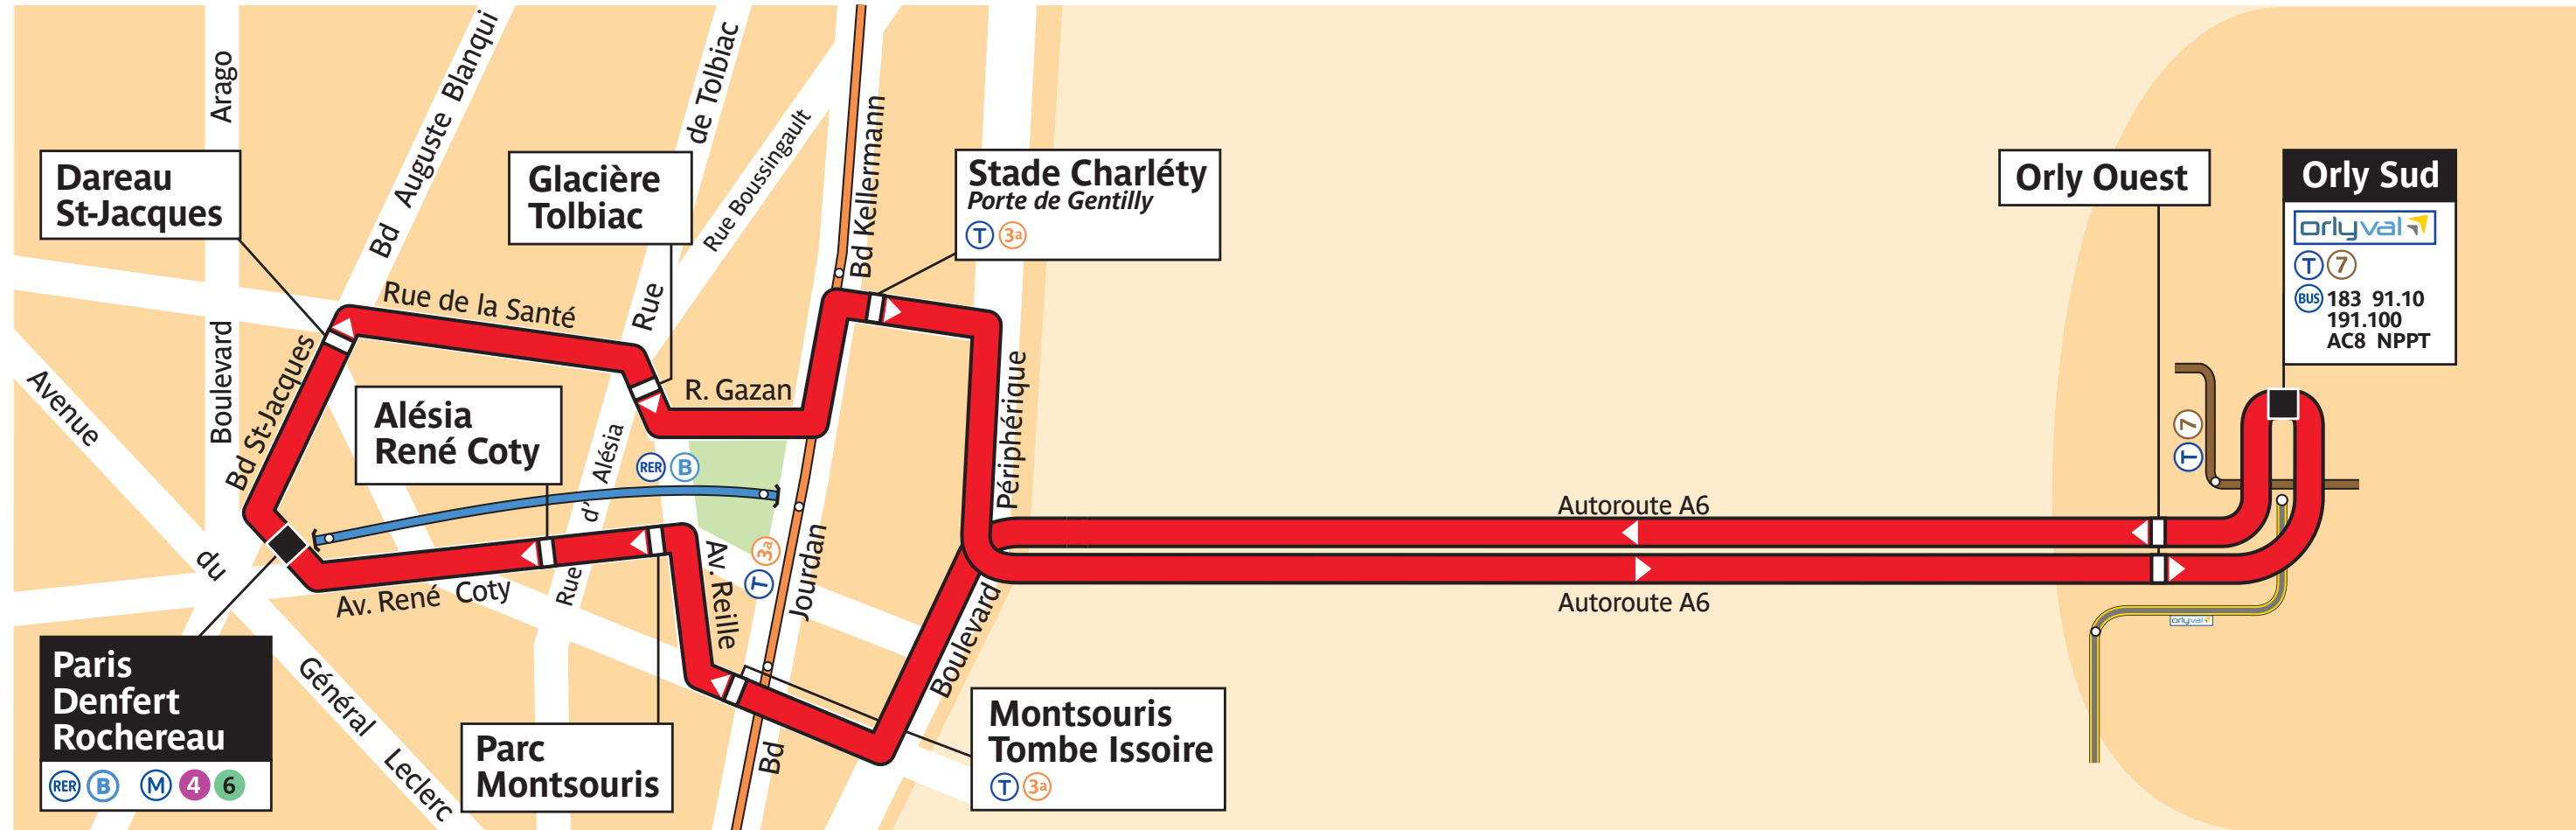 Arago
Boulevard
Bd Auguste Blanqui
de Tolbiac
Rue
Rue Boussingault
Bd Kellermann
Dareau
St-Jacques
Glacière
Tolbiac
Stade Charléty
Porte de Gentilly
T 3a
Orly Ouest
Orly Sud
orlyval
T 7
BUS 183 91.10
191.100
AC8 NPPT
Rue de la Santé
Bd St-Jacques
R. Gazan
Périphérique
Boulevard
Avenue
du
Général Leclerc
Alésia
René Coty
RER B
d'Alésia
Rue
Av. René Coty
Av. Reille
T 3a
Jourdan
Bd
Autoroute A6
Autoroute A6
T 7
orlyval
Paris
Denfert
Rochereau
RER B M 4 6
Parc
Montsouris
Montsouris
Tombe Issoire
T 3a